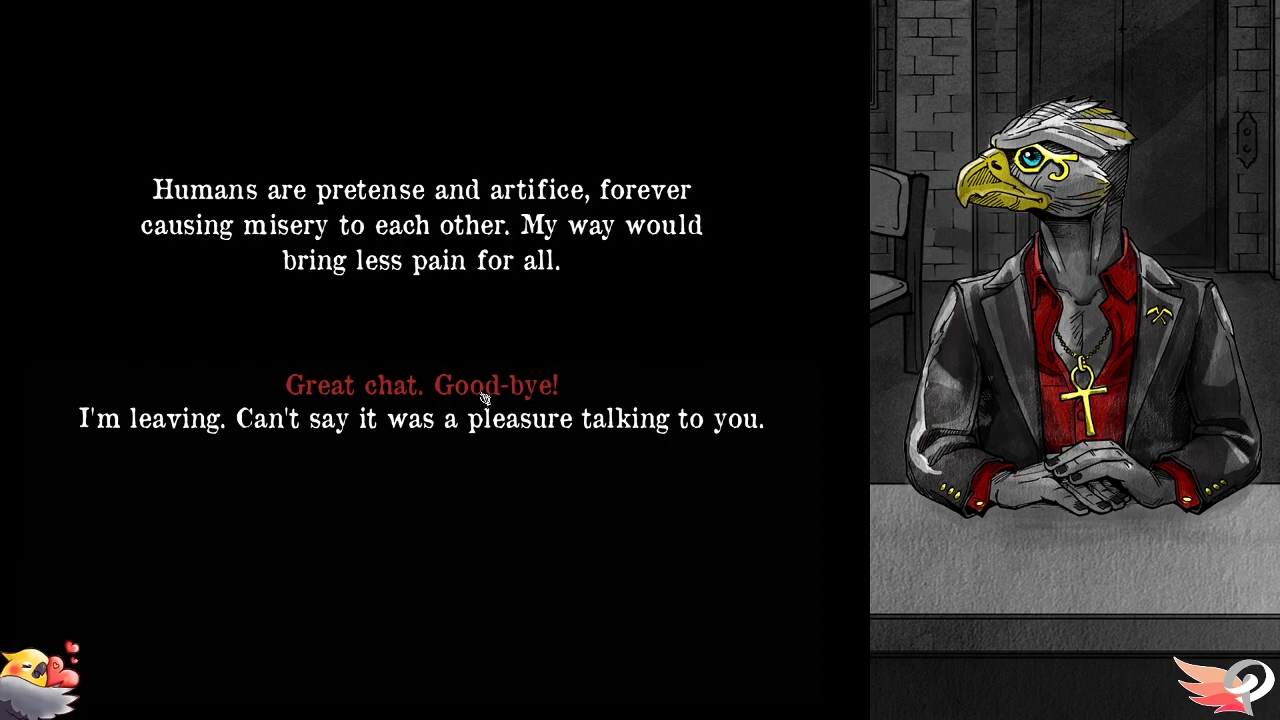 Humans are pretense and artifice, forever
causing misery to each other. My way would
bring less pain for all.
Great chat. Good-bye!
I'm leaving. Can't say it was a pleasure talking to you.